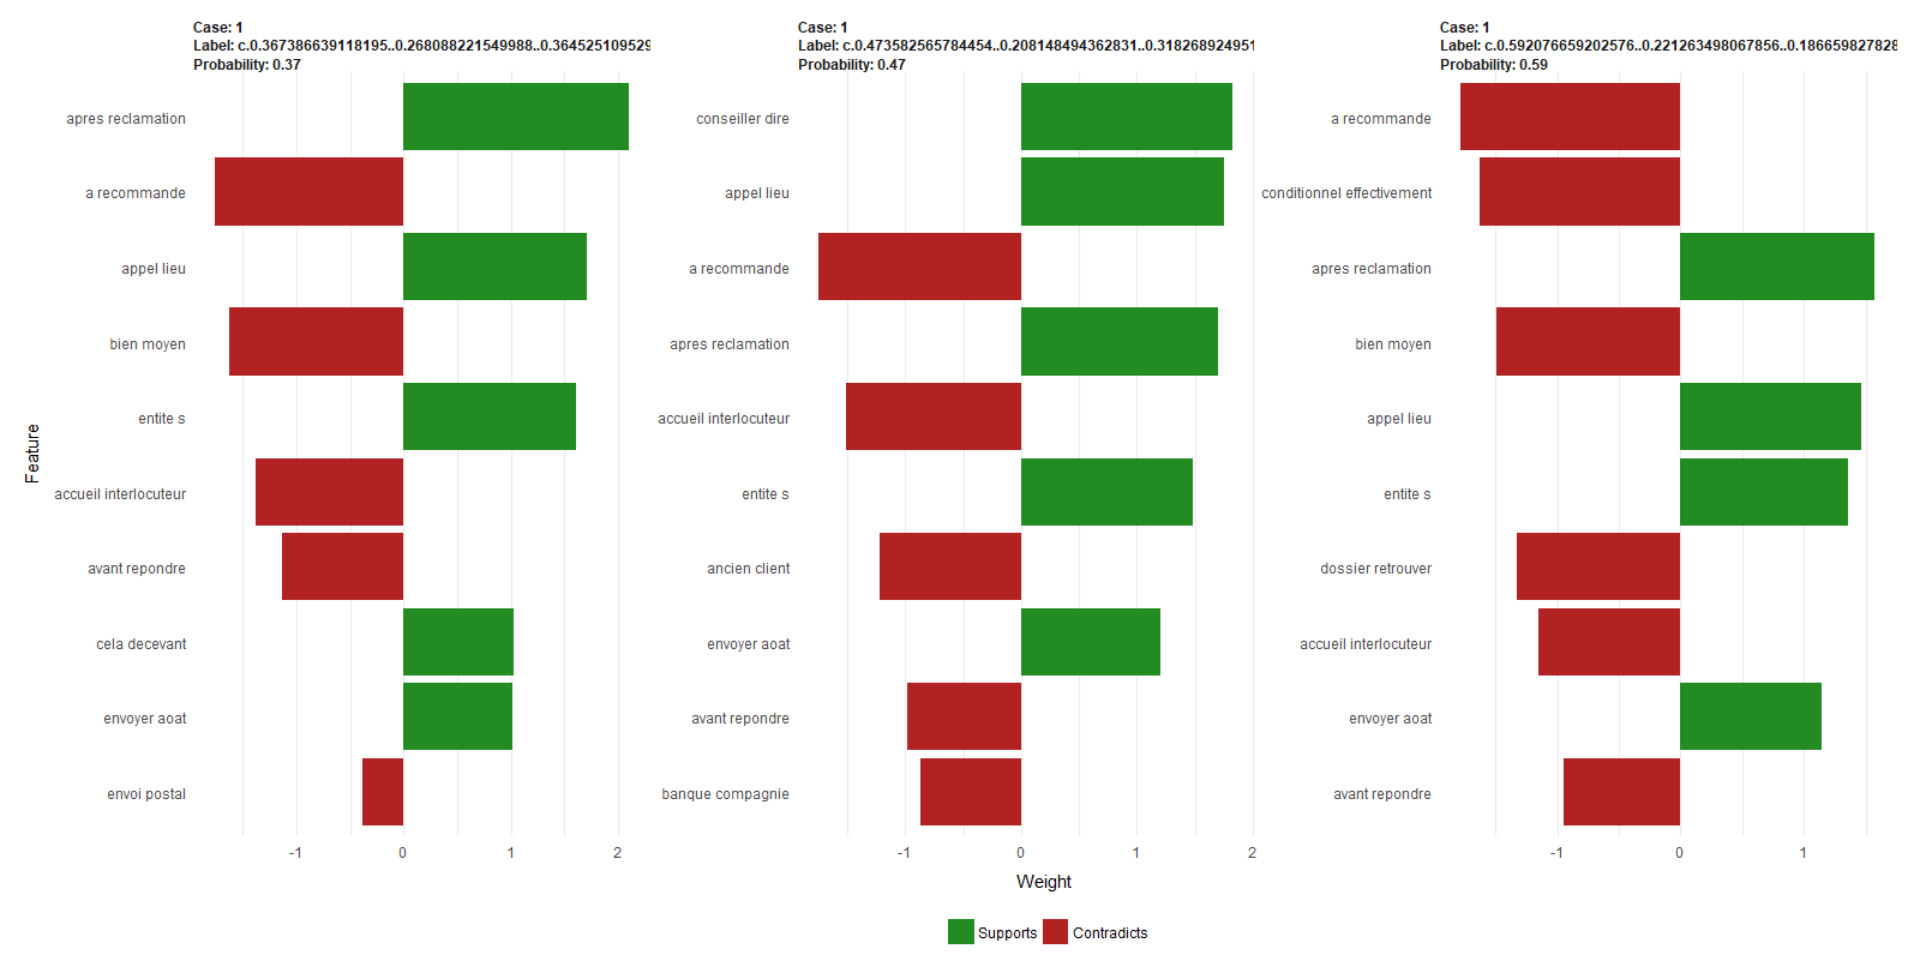 Case: 1
Label: c.0.367386639118195..0.268088221549988..0.364525109529
Probability: 0.37
apres reclamation
a recommande
appel lieu
bien moyen
entite s
accueil interlocuteur
avant repondre
cela decevant
envoyer aoat
envoi postal
-1 0 1 2
Case: 1
Label: c.0.473582565784454..0.208148494362831..0.318268924951
Probability: 0.47
conseiller dire
appel lieu
a recommande
apres reclamation
accueil interlocuteur
entite s
ancien client
envoyer aoat
avant repondre
banque compagnie
-1 0 1 2
Case: 1
Label: c.0.592076659202576..0.221263498067856..0.186659827828
Probability: 0.59
a recommande
conditionnel effectivement
apres reclamation
bien moyen
appel lieu
entite s
dossier retrouver
accueil interlocuteur
envoyer aoat
avant repondre
-1 0 1
Feature
Weight
Supports Contradicts